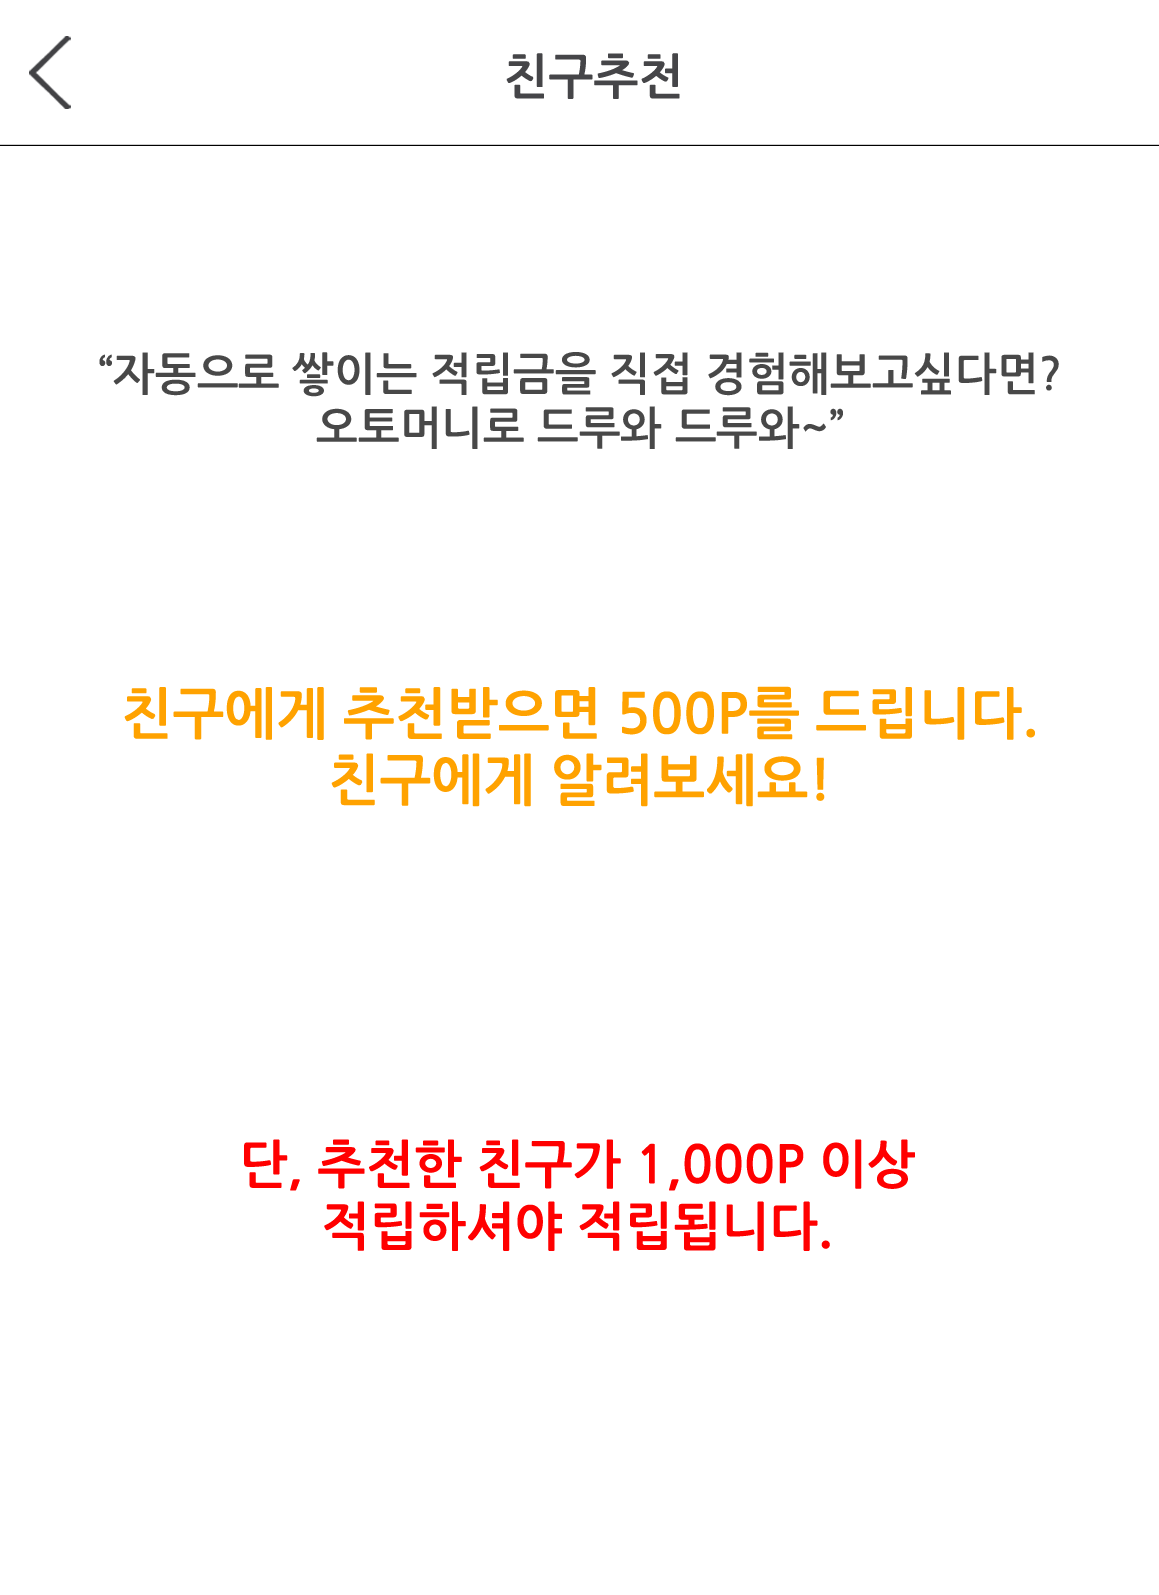 친구추천
“자동으로 쌓이는 적립금을 직접 경험해보고싶다면?
오토머니로 드루와 드루와~”
친구에게 추천받으면 500P를 드립니다.
친구에게 알려보세요!
단, 추천한 친구가 1,000P 이상
적립하셔야 적립됩니다.